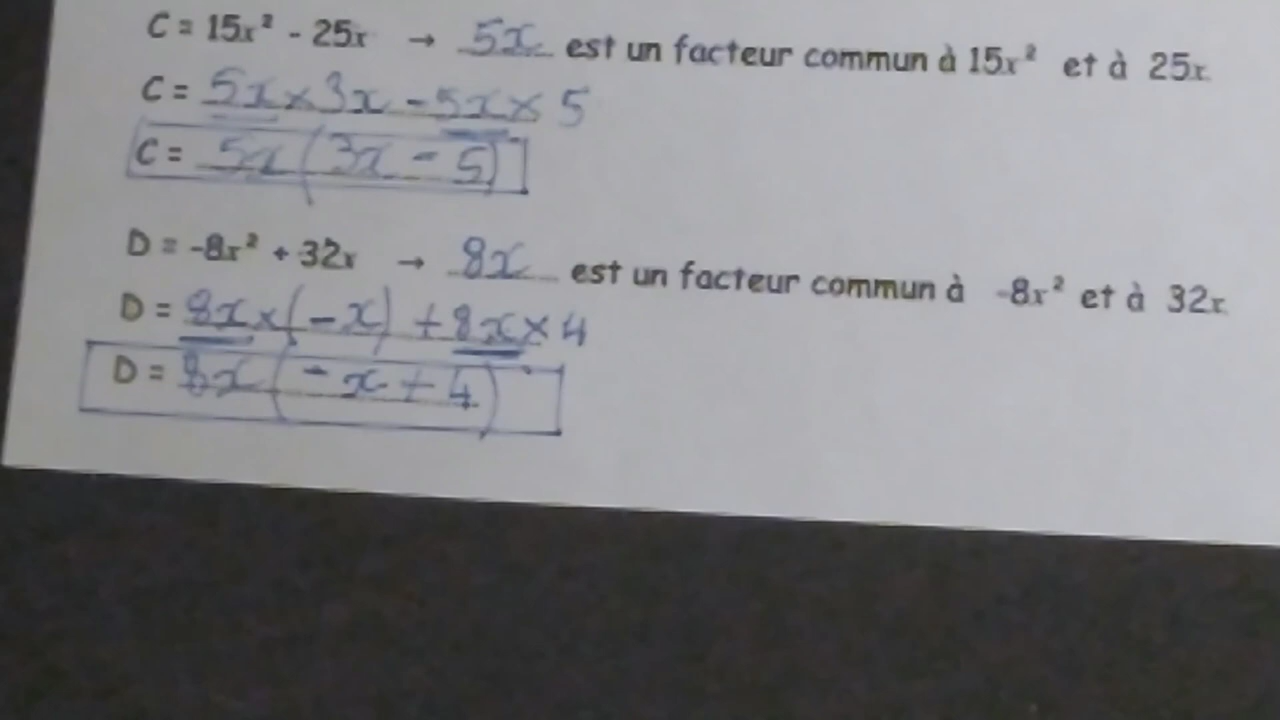 C = 15x² - 25x → 5x est un facteur commun à 15x² et à 25x
C = 5x × 3x - 5x × 5
C = 5x (3x - 5)
D = -8x² + 32x → 8x est un facteur commun à -8x² et à 32x
D = 8x × (-x) + 8x × 4
D = 8x (-x + 4)